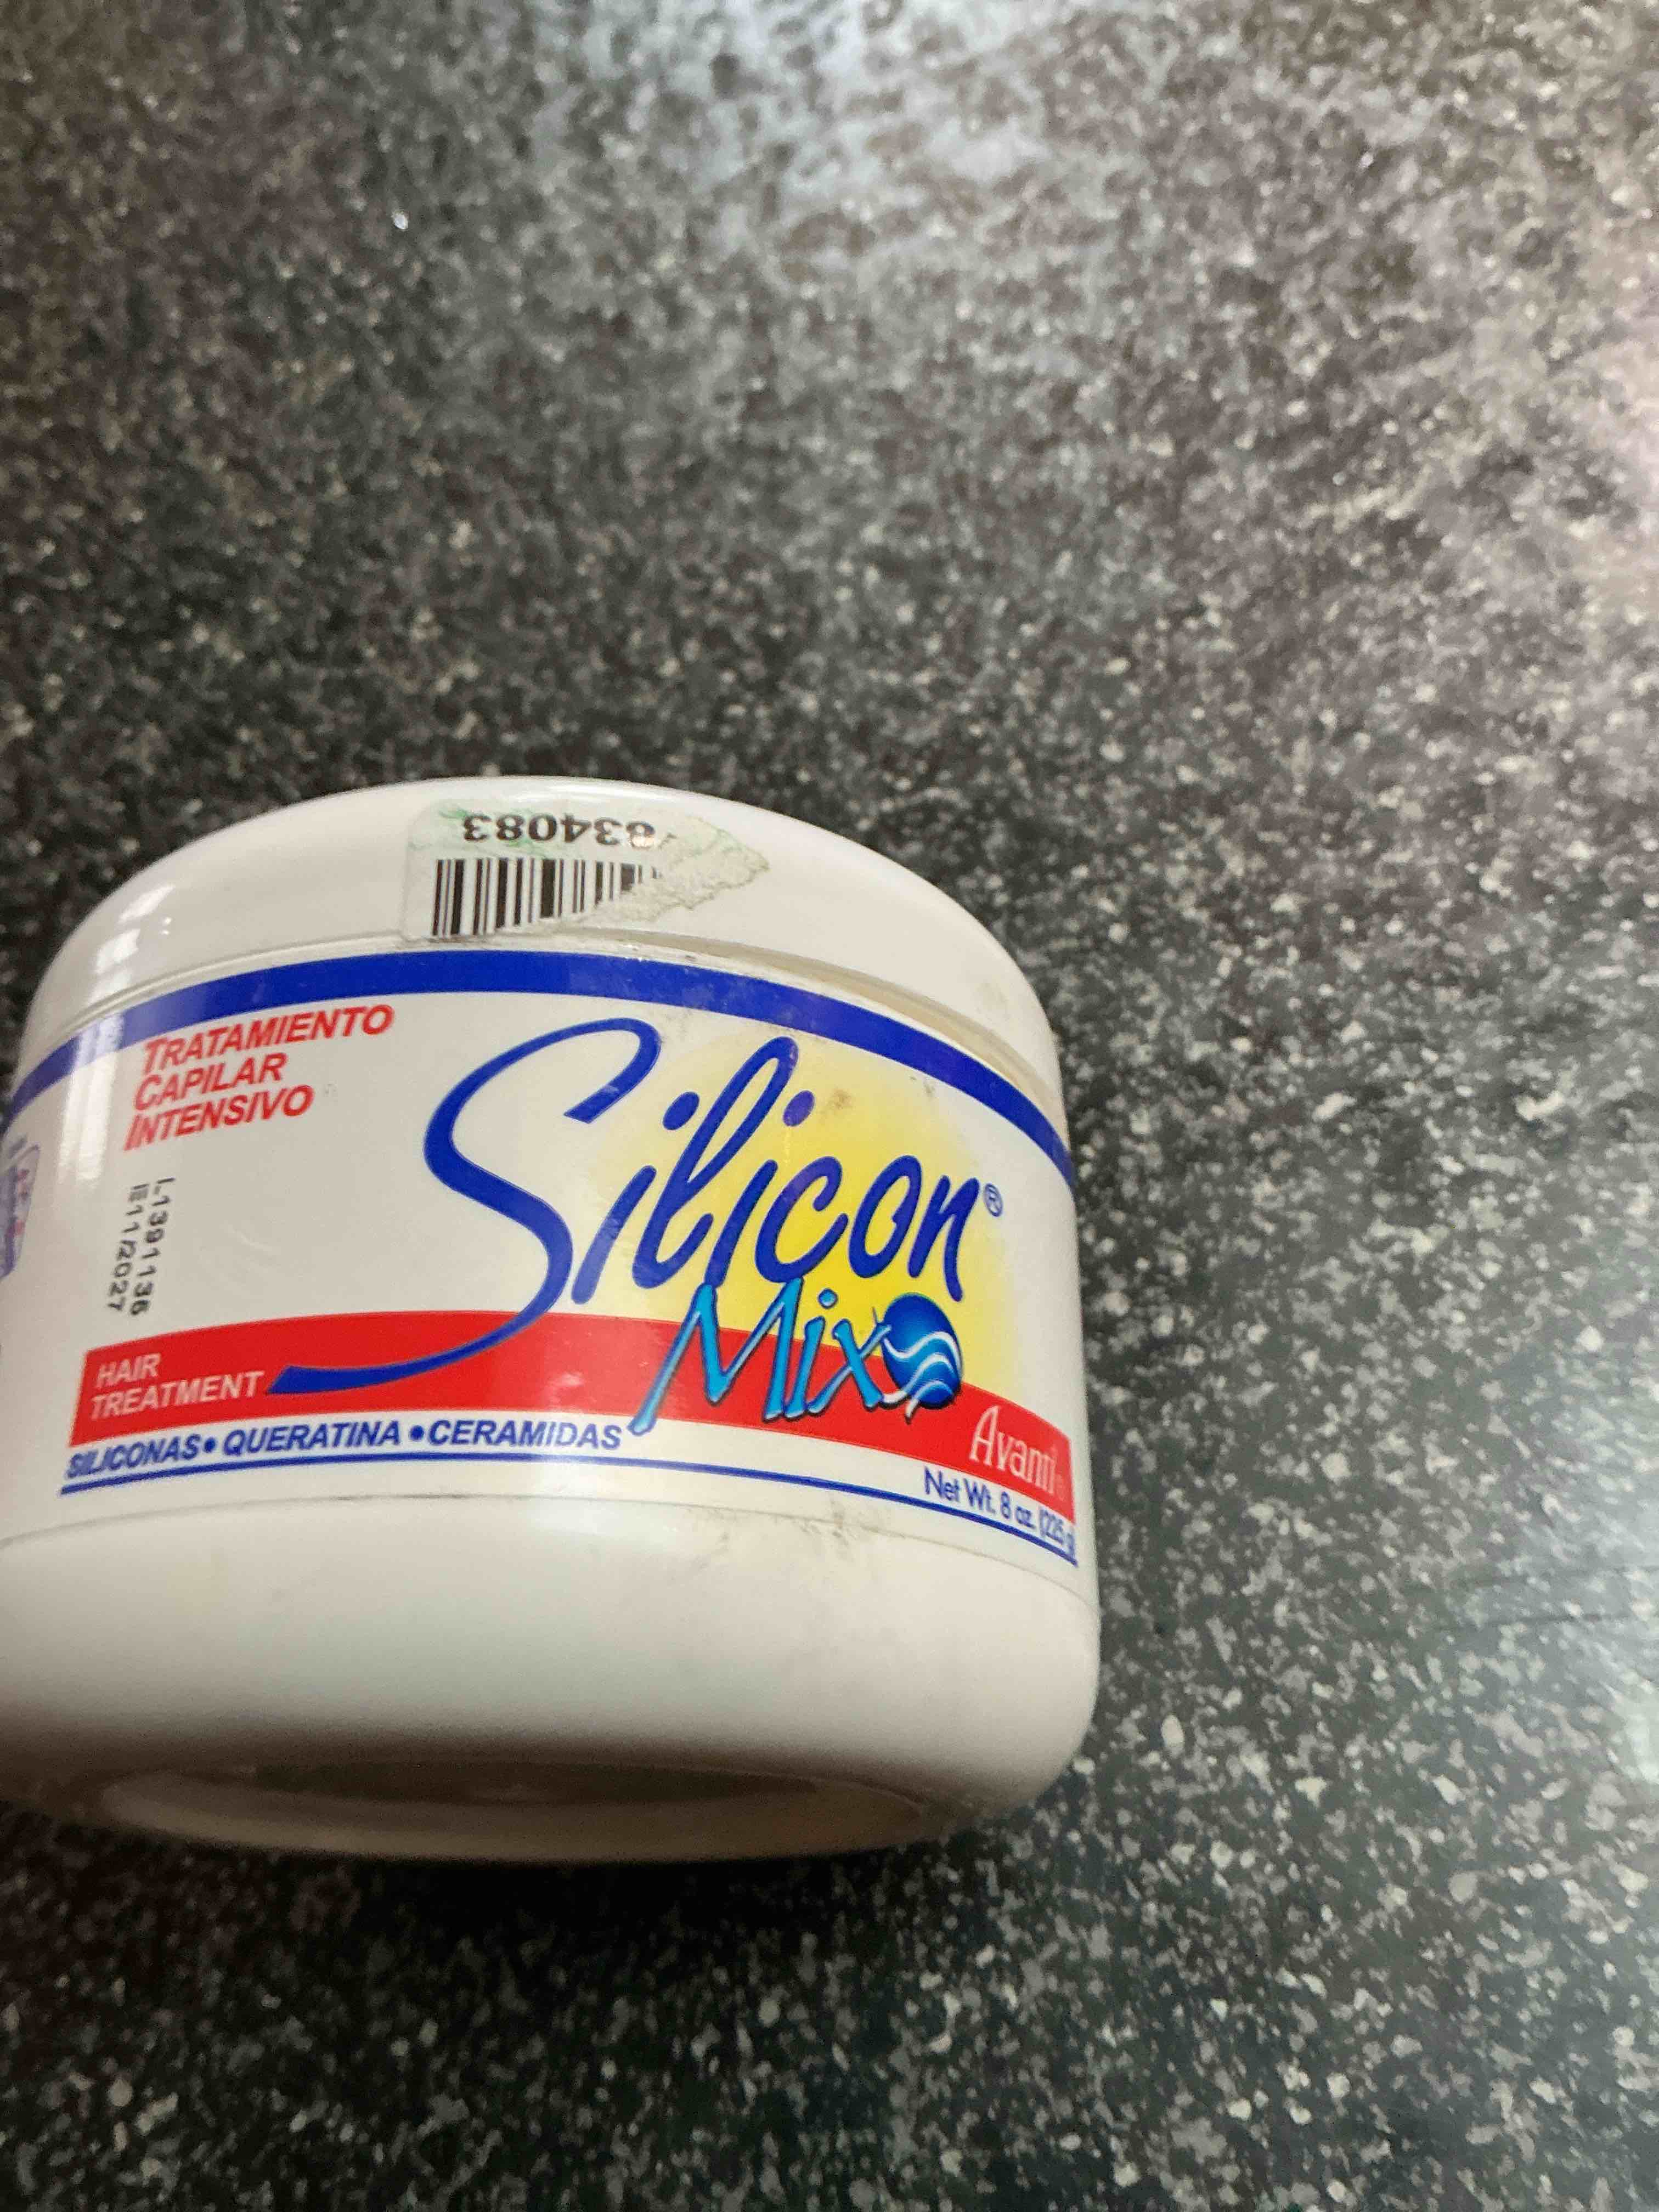 834083
TRATAMIENTO
CAPILAR
INTENSIVO
Silicon®
Mix
L1391136
E11/2027
HAIR
TREATMENT
SILICONAS • QUERATINA • CERAMIDAS
Avanti
Net Wt. 8 oz. (225 g)